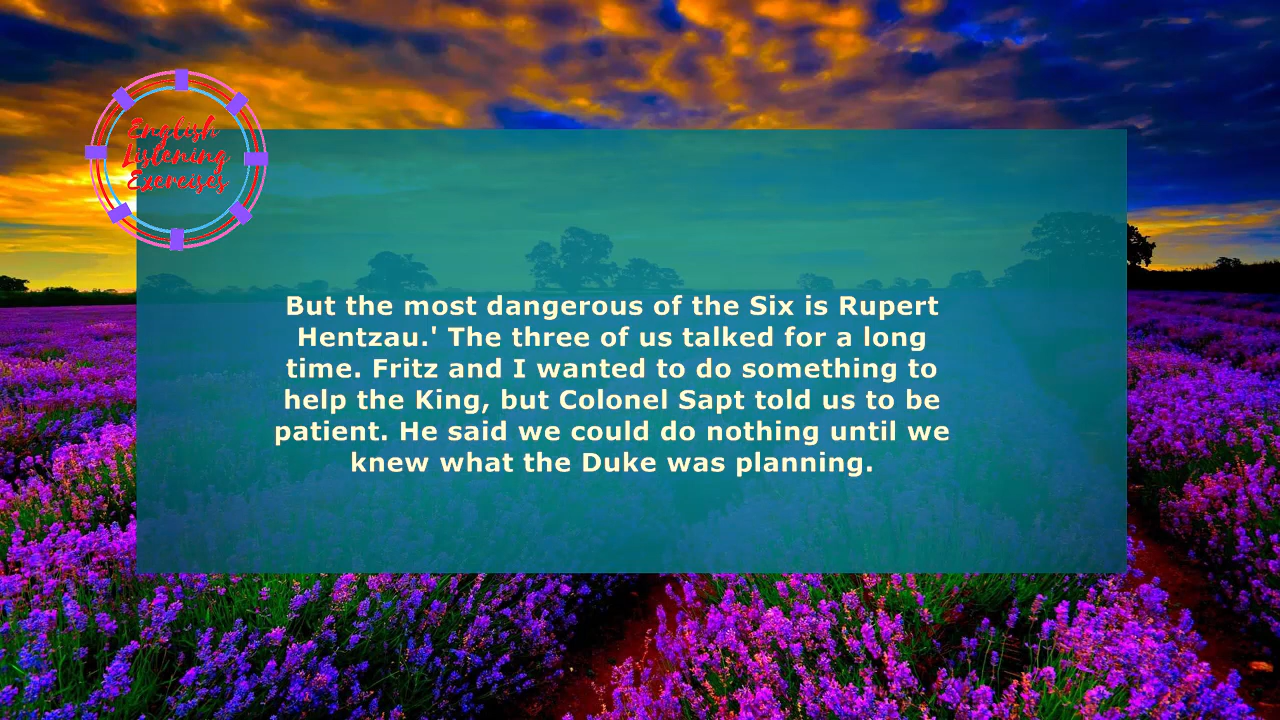 English
Listening
Exercises
But the most dangerous of the Six is Rupert
Hentzau.' The three of us talked for a long
time. Fritz and I wanted to do something to
help the King, but Colonel Sapt told us to be
patient. He said we could do nothing until we
knew what the Duke was planning.